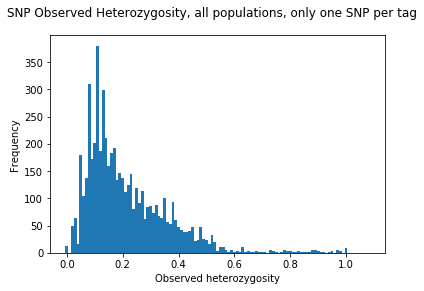 SNP Observed Heterozygosity, all populations, only one SNP per tag
350
300
250
200
150
100
50
0
Frequency
0.0 0.2 0.4 0.6 0.8 1.0
Observed heterozygosity